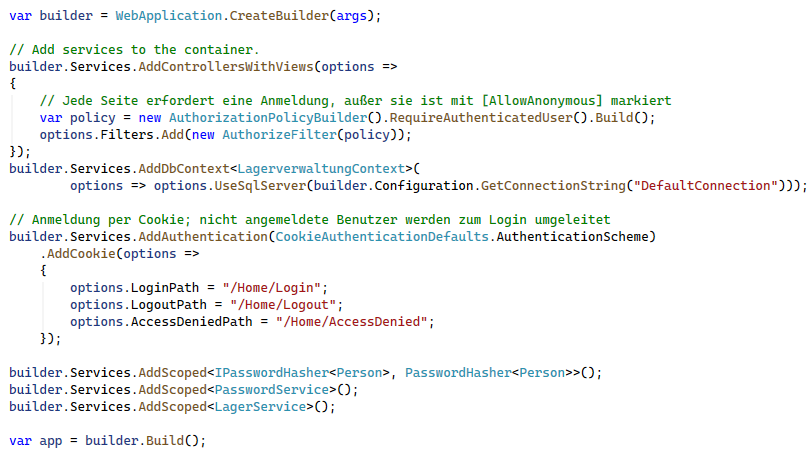 var builder = WebApplication.CreateBuilder(args);

// Add services to the container.
builder.Services.AddControllersWithViews(options =>
{
    // Jede Seite erfordert eine Anmeldung, außer sie ist mit [AllowAnonymous] markiert
    var policy = new AuthorizationPolicyBuilder().RequireAuthenticatedUser().Build();
    options.Filters.Add(new AuthorizeFilter(policy));
});
builder.Services.AddDbContext<LagerverwaltungContext>(
        options => options.UseSqlServer(builder.Configuration.GetConnectionString("DefaultConnection")));

// Anmeldung per Cookie; nicht angemeldete Benutzer werden zum Login umgeleitet
builder.Services.AddAuthentication(CookieAuthenticationDefaults.AuthenticationScheme)
    .AddCookie(options =>
    {
        options.LoginPath = "/Home/Login";
        options.LogoutPath = "/Home/Logout";
        options.AccessDeniedPath = "/Home/AccessDenied";
    });

builder.Services.AddScoped<IPasswordHasher<Person>, PasswordHasher<Person>>();
builder.Services.AddScoped<PasswordService>();
builder.Services.AddScoped<LagerService>();

var app = builder.Build();